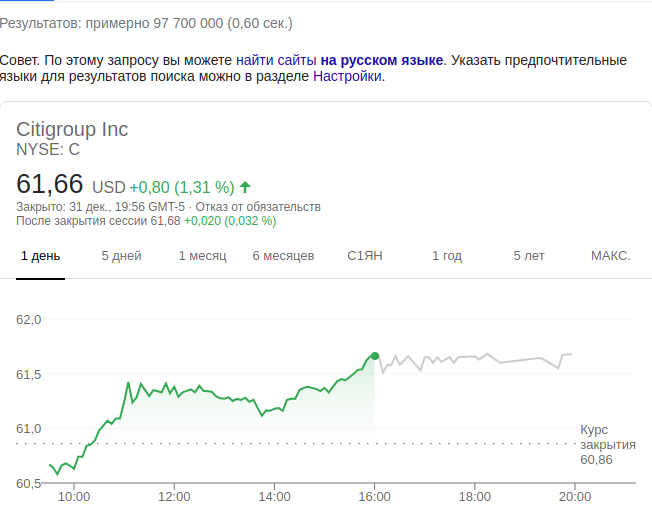 Результатов: примерно 97 700 000 (0,60 сек.)
Совет. По этому запросу вы можете найти сайты на русском языке. Указать предпочтительные
языки для результатов поиска можно в разделе Настройки.
Citigroup Inc
NYSE: C
61,66 USD +0,80 (1,31 %)
Закрыто: 31 дек., 19:56 GMT-5 · Отказ от обязательств
После закрытия сессии 61,68 +0,020 (0,032 %)
1 день 5 дней 1 месяц 6 месяцев С1ЯН 1 год 5 лет МАКС.
62,0
61,5
61,0
Курс
закрытия
60,86
60,5
10:00 12:00 14:00 16:00 18:00 20:00